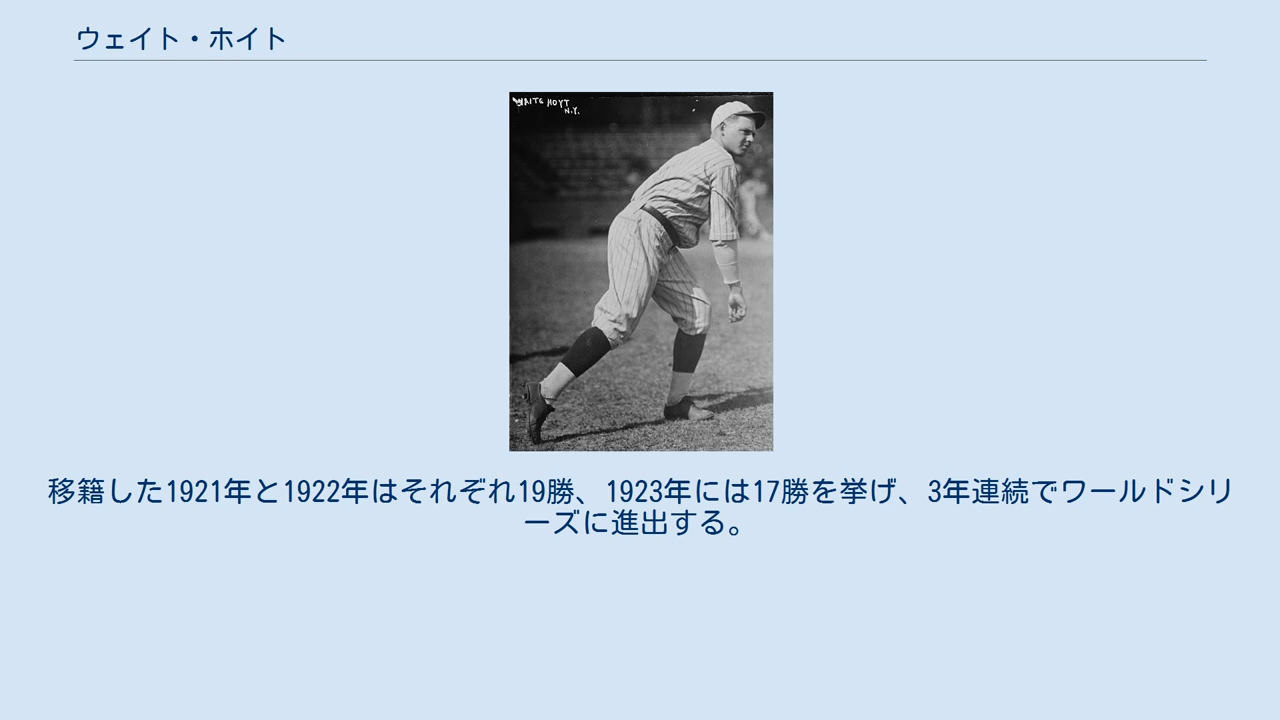 ウェイト・ホイト
WAITE HOYT
N.Y.
移籍した1921年と1922年はそれぞれ19勝、1923年には17勝を挙げ、3年連続でワールドシリ
ーズに進出する。